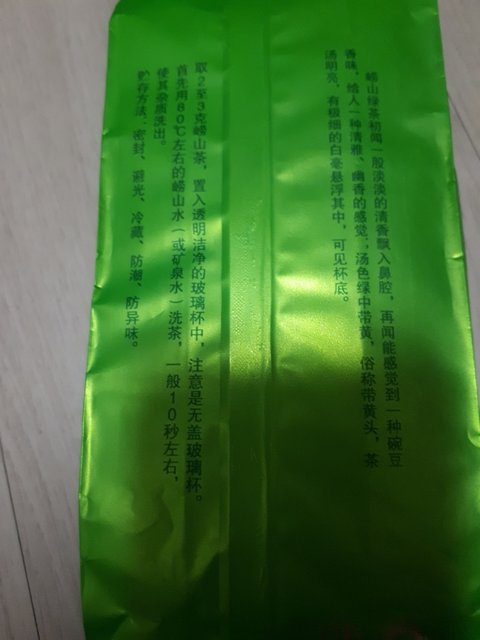 崂山绿茶初闻一股淡淡的清香飘入鼻腔，再闻能感觉到一种碗豆
香味，给人一种清雅、幽香的感觉；汤色绿中带黄，俗称带黄头，茶
汤明亮，有极细的白毫悬浮其中，可见杯底。
取2至3克崂山茶，置入透明洁净的玻璃杯中，注意是无盖玻璃杯。
首先用80℃左右的崂山水（或矿泉水）洗茶，一般10秒左右，
使其杂质洗出。
贮存方法：密封、避光、冷藏、防潮、防异味。